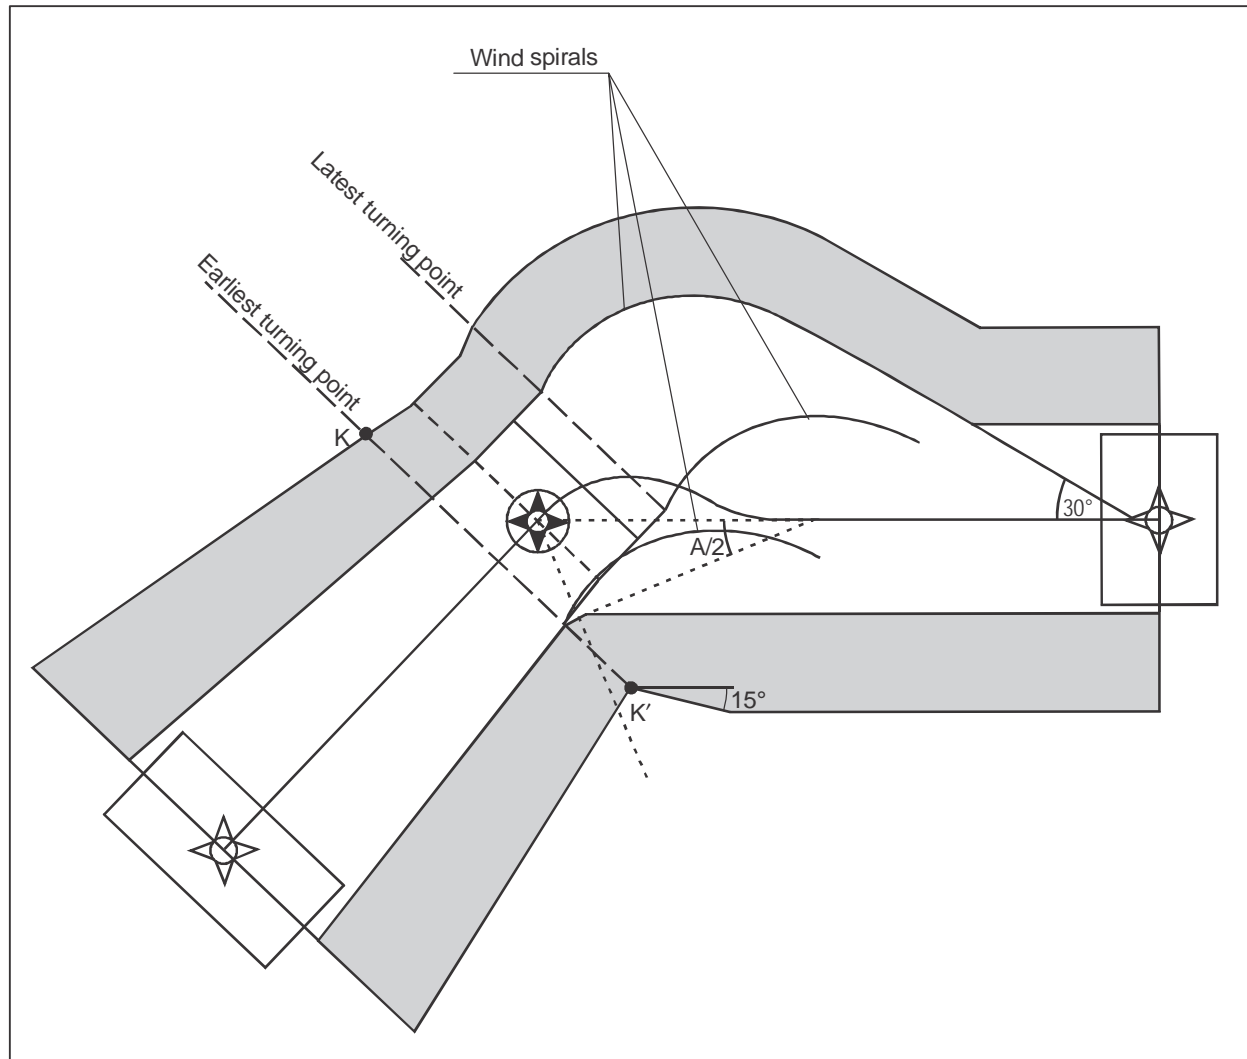 Wind spirals
Latest turning point
Earliest turning point
K
30°
A/2
15°
K′